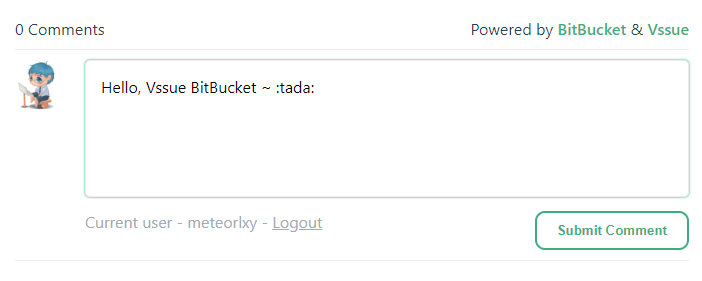 0 Comments Powered by BitBucket & Vssue
Hello, Vssue BitBucket ~ :tada:
Current user - meteorlxy - Logout Submit Comment